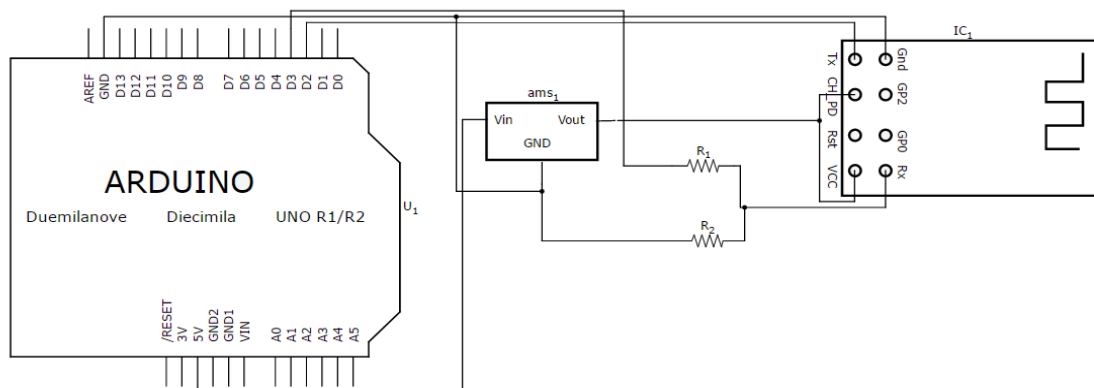 IC1
Tx
Gnd
CH_PD
GP2
Rst
GP0
VCC
Rx
AREF
GND
D13
D12
D11
D10
D9
D8
D7
D6
D5
D4
D3
D2
D1
D0
ams1
Vin
Vout
GND
R1
R2
ARDUINO
Duemilanove
Diecimila
UNO R1/R2
U1
/RESET
3V
5V
GND2
GND1
VIN
A0
A1
A2
A3
A4
A5